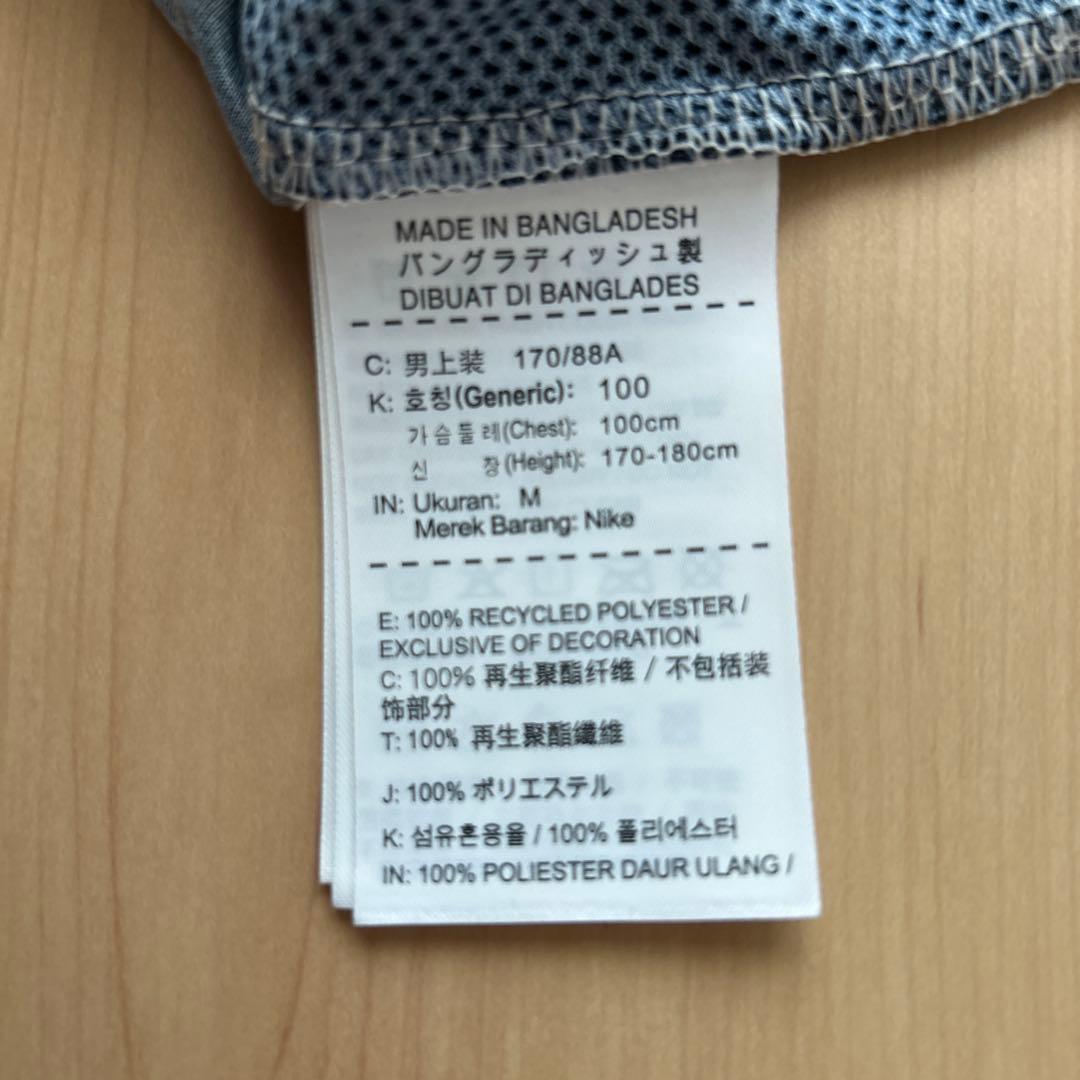 MADE IN BANGLADESH
バングラディッシュ製
DIBUAT DI BANGLADES
C: 男上装 170/88A
K: 호칭(Generic): 100
가슴둘레(Chest): 100cm
신 장(Height): 170-180cm
IN: Ukuran: M
Merek Barang: Nike
E: 100% RECYCLED POLYESTER /
EXCLUSIVE OF DECORATION
C: 100% 再生聚酯纤维 / 不包括装
饰部分
T: 100% 再生聚酯纖維
J: 100% ポリエステル
K: 섬유혼용율 / 100% 폴리에스터
IN: 100% POLIESTER DAUR ULANG /